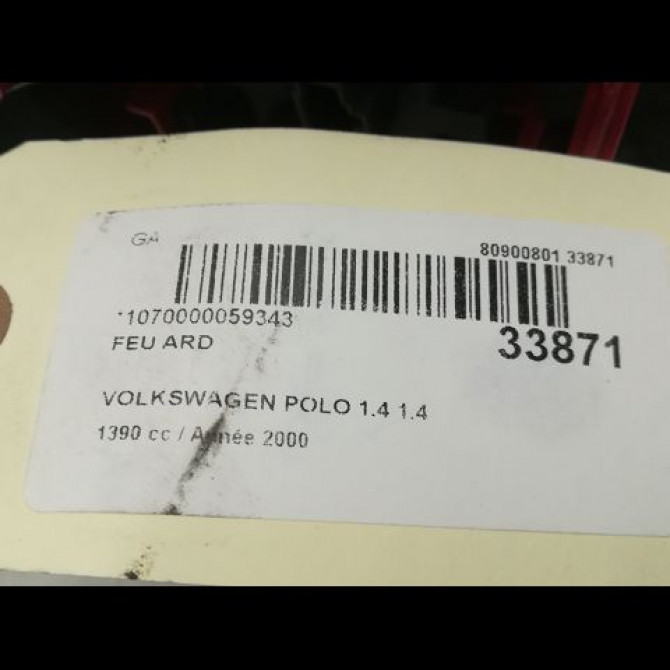 GA
80900801 33871
*1070000059343
33871
FEU ARD
VOLKSWAGEN POLO 1.4 1.4
1390 cc / Année 2000